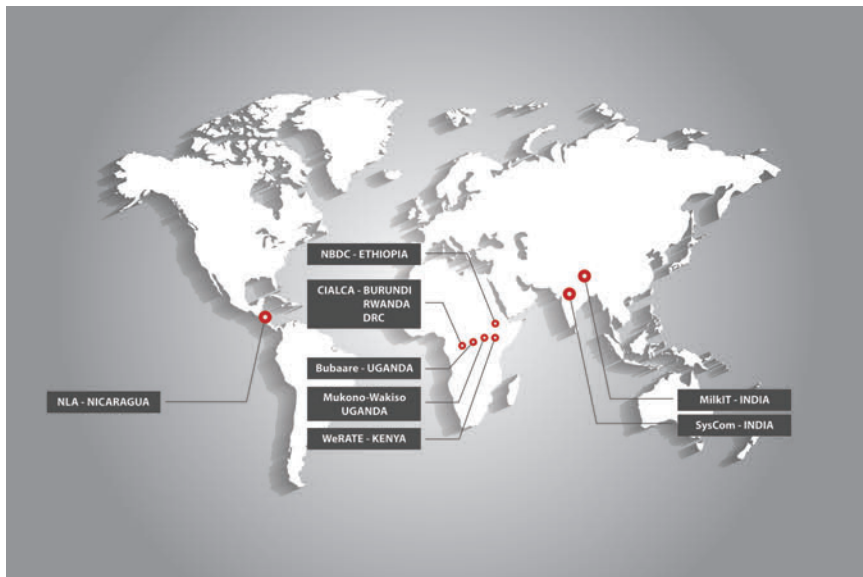 NBDC - ETHIOPIA
CIALCA - BURUNDI
RWANDA
DRC
Bubaare - UGANDA
Mukono-Wakiso
UGANDA
WeRATE - KENYA
NLA - NICARAGUA
MilkIT - INDIA
SysCom - INDIA